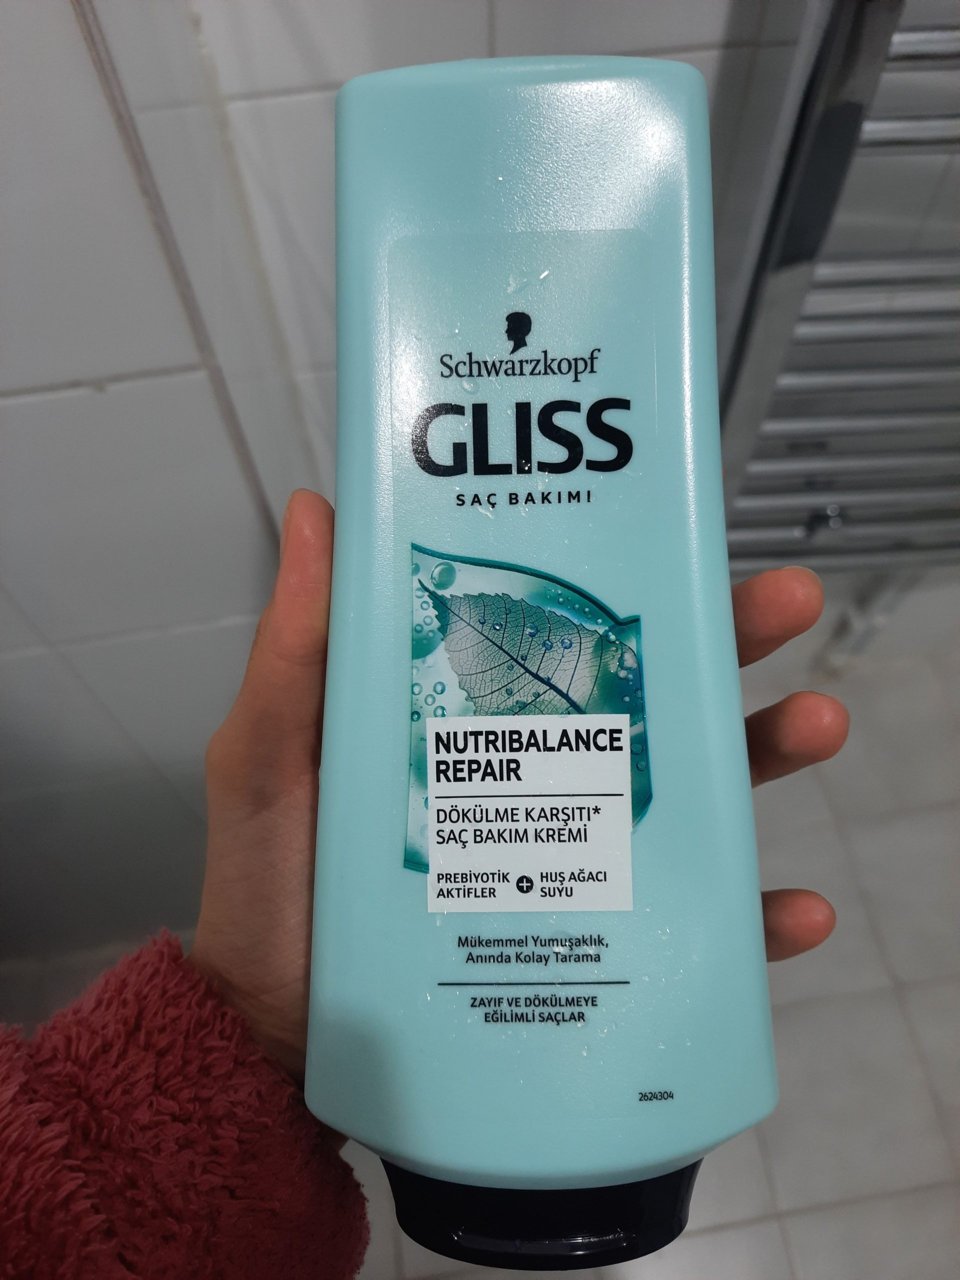 Schwarzkopf
GLISS
SAÇ BAKIMI
NUTRIBALANCE
REPAIR
DÖKÜLME KARŞITI*
SAÇ BAKIM KREMİ
PREBİYOTİK
AKTİFLER
+
HUŞ AĞACI
SUYU
Mükemmel Yumuşaklık,
Anında Kolay Tarama
ZAYIF VE DÖKÜLMEYE
EĞİLİMLİ SAÇLAR
2624304